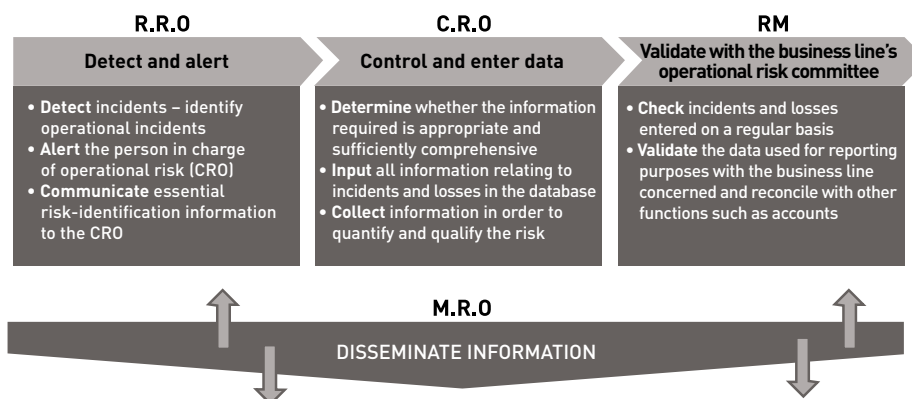 R.R.O
Detect and alert
• Detect incidents – identify
operational incidents
• Alert the person in charge
of operational risk (CRO)
• Communicate essential
risk-identification information
to the CRO
C.R.O
Control and enter data
• Determine whether the information
required is appropriate and
sufficiently comprehensive
• Input all information relating to
incidents and losses in the database
• Collect information in order to
quantify and qualify the risk
RM
Validate with the business line's
operational risk committee
• Check incidents and losses
entered on a regular basis
• Validate the data used for reporting
purposes with the business line
concerned and reconcile with other
functions such as accounts
M.R.O
DISSEMINATE INFORMATION